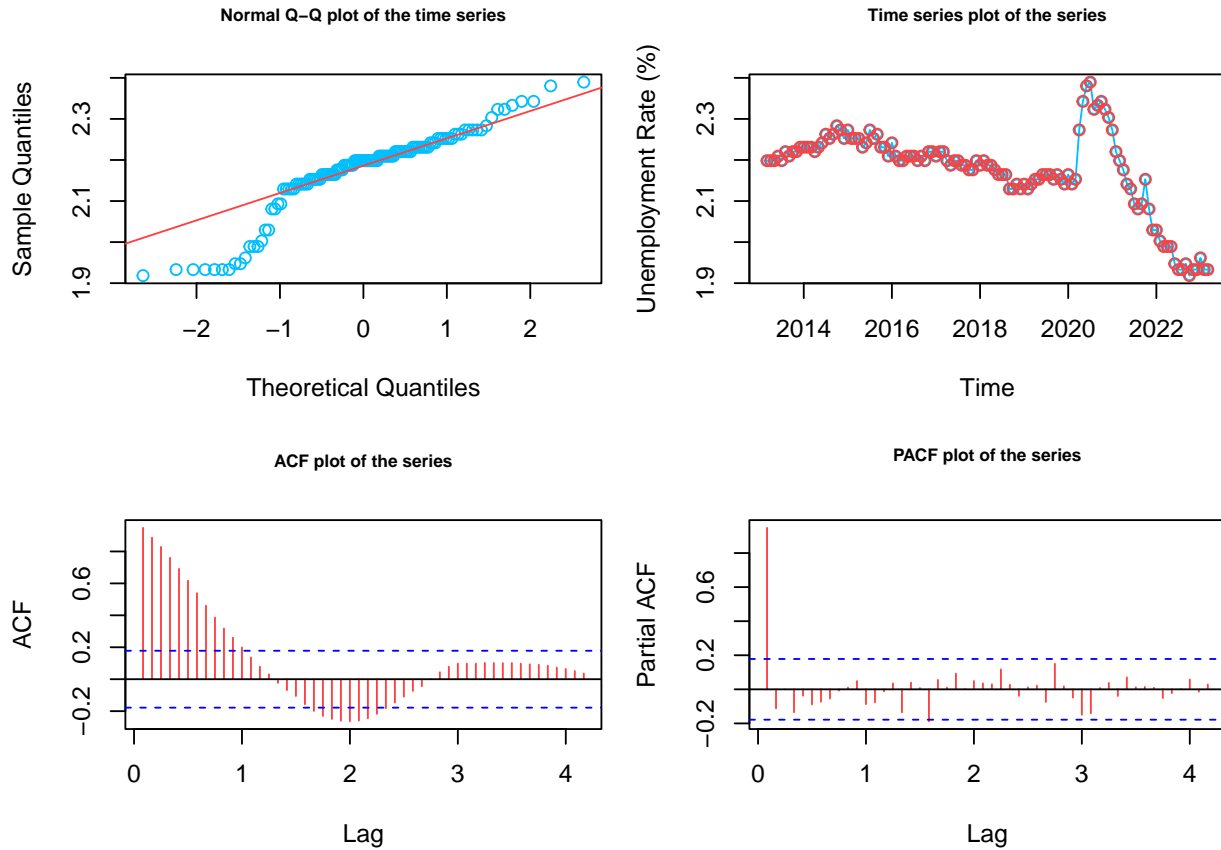 Normal Q−Q plot of the time series
Sample Quantiles
2.3
2.1
1.9
−2 −1 0 1 2
Theoretical Quantiles
Time series plot of the series
Unemployment Rate (%)
2.3
2.1
1.9
2014 2016 2018 2020 2022
Time
ACF plot of the series
ACF
0.6
0.2
−0.2
0 1 2 3 4
Lag
PACF plot of the series
Partial ACF
0.6
0.2
−0.2
0 1 2 3 4
Lag